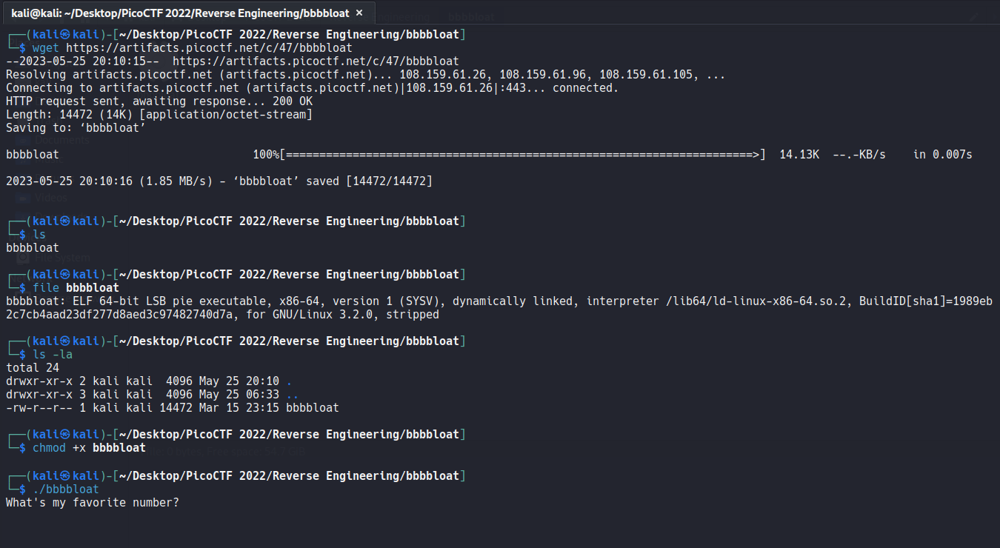 kali@kali: ~/Desktop/PicoCTF 2022/Reverse Engineering/bbbbloat ×
┌──(kali㉿kali)-[~/Desktop/PicoCTF 2022/Reverse Engineering/bbbbloat]
└─$ wget https://artifacts.picoctf.net/c/47/bbbbloat
--2023-05-25 20:10:15--  https://artifacts.picoctf.net/c/47/bbbbloat
Resolving artifacts.picoctf.net (artifacts.picoctf.net)... 108.159.61.26, 108.159.61.96, 108.159.61.105, ...
Connecting to artifacts.picoctf.net (artifacts.picoctf.net)|108.159.61.26|:443... connected.
HTTP request sent, awaiting response... 200 OK
Length: 14472 (14K) [application/octet-stream]
Saving to: ‘bbbbloat’
bbbbloat                             100%[======================================================================>]  14.13K  --.-KB/s    in 0.007s
2023-05-25 20:10:16 (1.85 MB/s) - ‘bbbbloat’ saved [14472/14472]
┌──(kali㉿kali)-[~/Desktop/PicoCTF 2022/Reverse Engineering/bbbbloat]
└─$ ls
bbbbloat
┌──(kali㉿kali)-[~/Desktop/PicoCTF 2022/Reverse Engineering/bbbbloat]
└─$ file bbbbloat
bbbbloat: ELF 64-bit LSB pie executable, x86-64, version 1 (SYSV), dynamically linked, interpreter /lib64/ld-linux-x86-64.so.2, BuildID[sha1]=1989eb
2c7cb4aad23df277d8aed3c97482740d7a, for GNU/Linux 3.2.0, stripped
┌──(kali㉿kali)-[~/Desktop/PicoCTF 2022/Reverse Engineering/bbbbloat]
└─$ ls -la
total 24
drwxr-xr-x 2 kali kali  4096 May 25 20:10 .
drwxr-xr-x 3 kali kali  4096 May 25 06:33 ..
-rw-r--r-- 1 kali kali 14472 Mar 15 23:15 bbbbloat
┌──(kali㉿kali)-[~/Desktop/PicoCTF 2022/Reverse Engineering/bbbbloat]
└─$ chmod +x bbbbloat
┌──(kali㉿kali)-[~/Desktop/PicoCTF 2022/Reverse Engineering/bbbbloat]
└─$ ./bbbbloat
What's my favorite number?